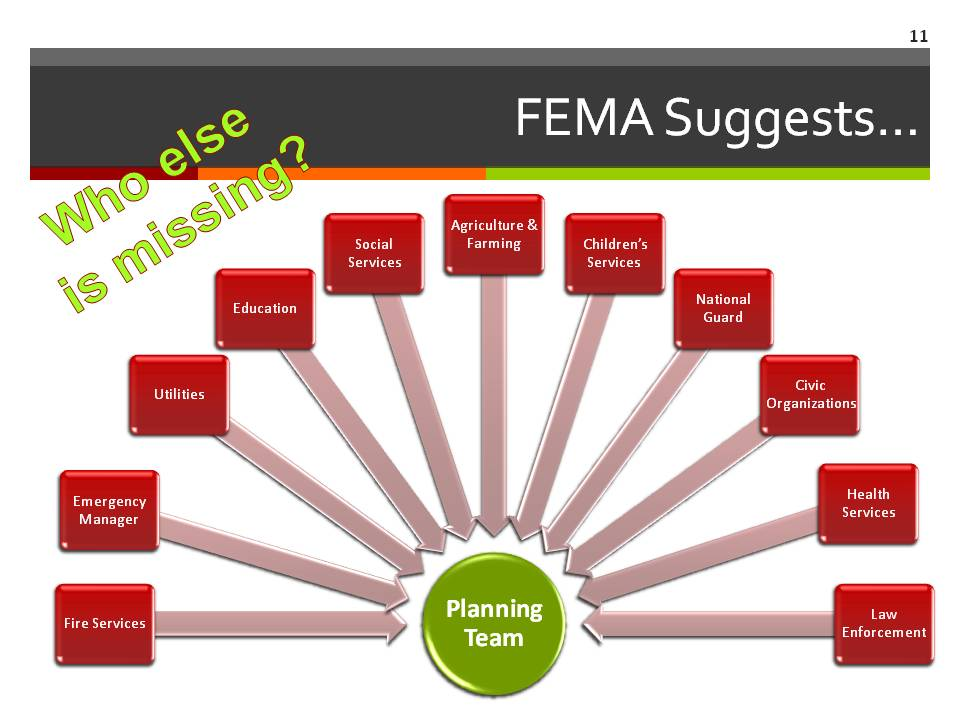 11
FEMA Suggests...
Who else
is missing?
Agriculture &
Farming
Social
Services
Children’s
Services
Education
National
Guard
Utilities
Civic
Organizations
Emergency
Manager
Health
Services
Fire Services
Law
Enforcement
Planning
Team